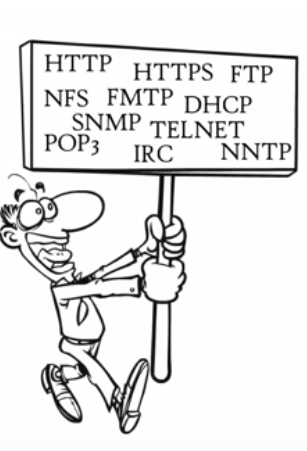 HTTP HTTPS FTP
NFS FMTP DHCP
SNMP TELNET
POP3 IRC NNTP